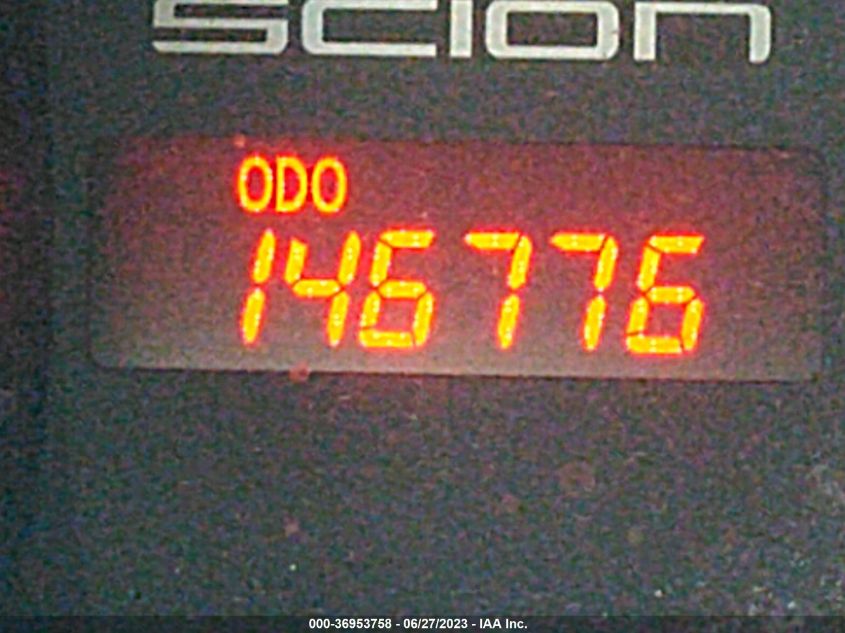 SCION
ODO
146776
000-36953758 - 06/27/2023 - IAA Inc.